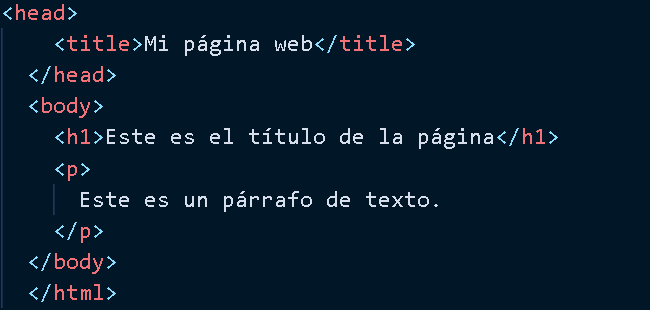 <head>
<title>Mi página web</title>
</head>
<body>
<h1>Este es el título de la página</h1>
<p>
Este es un párrafo de texto.
</p>
</body>
</html>